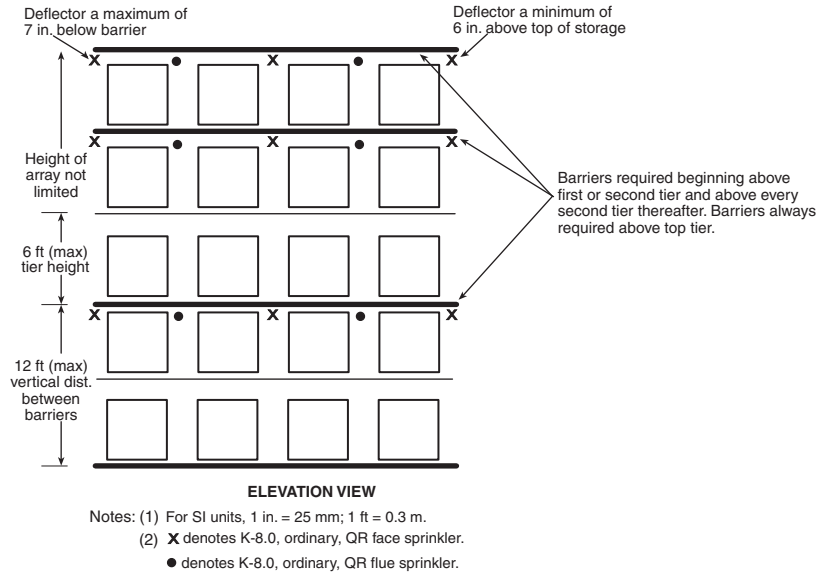 Deflector a maximum of
7 in. below barrier
Deflector a minimum of
6 in. above top of storage
x x x
x x x
Height of
array not
limited
Barriers required beginning above
first or second tier and above every
second tier thereafter. Barriers always
required above top tier.
6 ft (max)
tier height
x x x
12 ft (max)
vertical dist.
between
barriers
ELEVATION VIEW
Notes: (1) For SI units, 1 in. = 25 mm; 1 ft = 0.3 m.
(2) x denotes K-8.0, ordinary, QR face sprinkler.
● denotes K-8.0, ordinary, QR flue sprinkler.